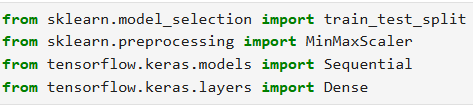 from sklearn.model_selection import train_test_split
from sklearn.preprocessing import MinMaxScaler
from tensorflow.keras.models import Sequential
from tensorflow.keras.layers import Dense